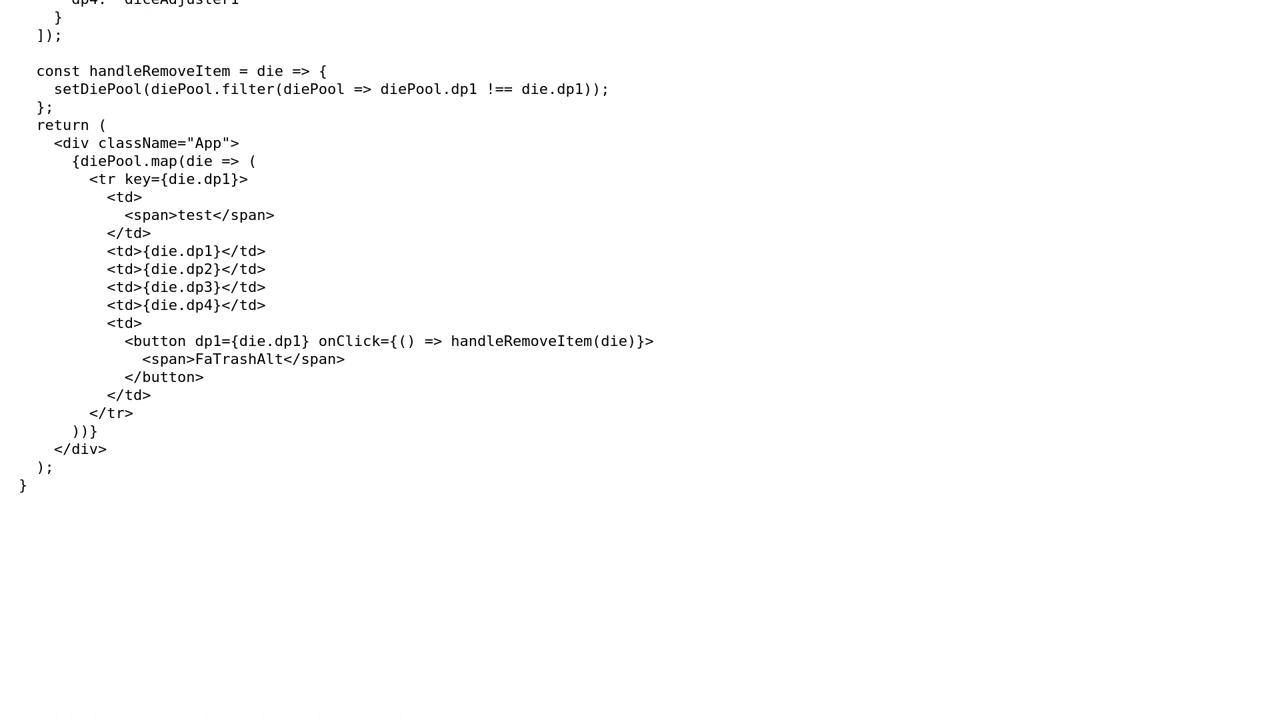 dp4: "diceAdjuster1"
}
]);
const handleRemoveItem = die => {
setDiePool(diePool.filter(diePool => diePool.dp1 !== die.dp1));
};
return (
<div className="App">
{diePool.map(die => (
<tr key={die.dp1}>
<td>
<span>test</span>
</td>
<td>{die.dp1}</td>
<td>{die.dp2}</td>
<td>{die.dp3}</td>
<td>{die.dp4}</td>
<td>
<button dp1={die.dp1} onClick={() => handleRemoveItem(die)}>
<span>FaTrashAlt</span>
</button>
</td>
</tr>
))}
</div>
);
}